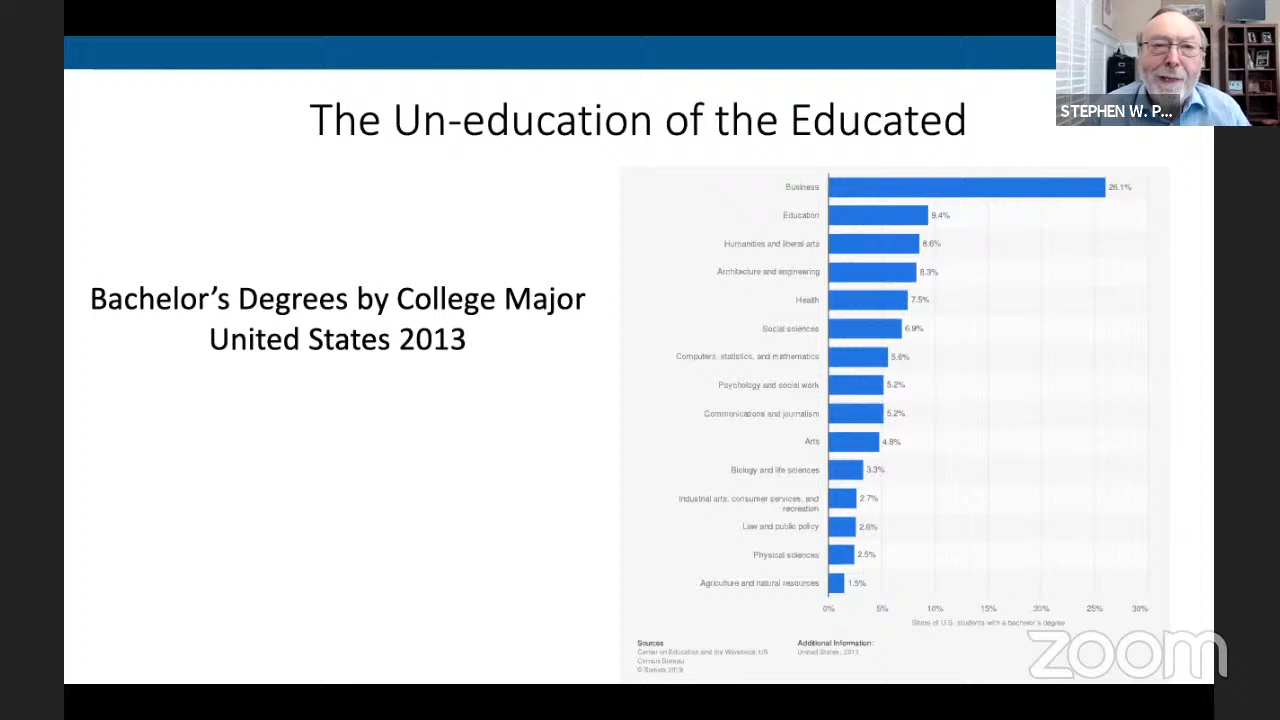 The Un-education of the Educated
STEPHEN W. P...
Bachelor's Degrees by College Major
United States 2013
Business 26.1%
Education 9.4%
Humanities and liberal arts 8.6%
Architecture and engineering 8.3%
Health 7.5%
Social sciences 6.9%
Computers, statistics, and mathematics 5.6%
Psychology and social work 5.2%
Communications and journalism 5.2%
Arts 4.8%
Biology and life sciences 3.3%
Industrial arts, consumer services, and
recreation 2.7%
Law and public policy 2.6%
Physical sciences 2.5%
Agriculture and natural resources 1.5%
0% 5% 10% 15% 20% 25% 30%
Share of U.S. students with a bachelor's degree
Sources
Center on Education and the Workforce; US
Census Bureau
© Statista 2019
Additional Information:
United States; 2013
zoom